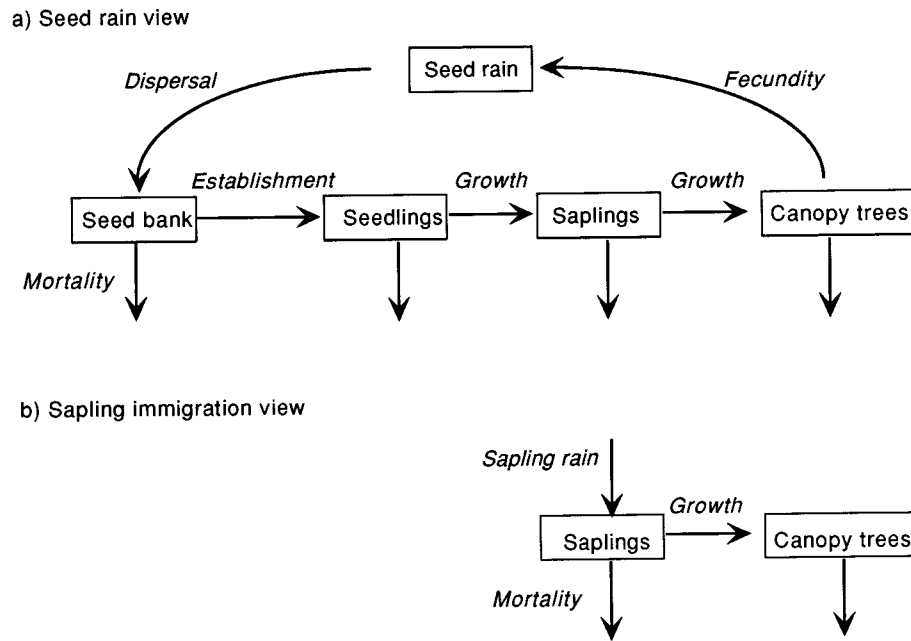 a) Seed rain view
Seed rain
Dispersal
Fecundity
Establishment
Growth
Growth
Seed bank
Seedlings
Saplings
Canopy trees
Mortality
b) Sapling immigration view
Sapling rain
Growth
Saplings
Canopy trees
Mortality